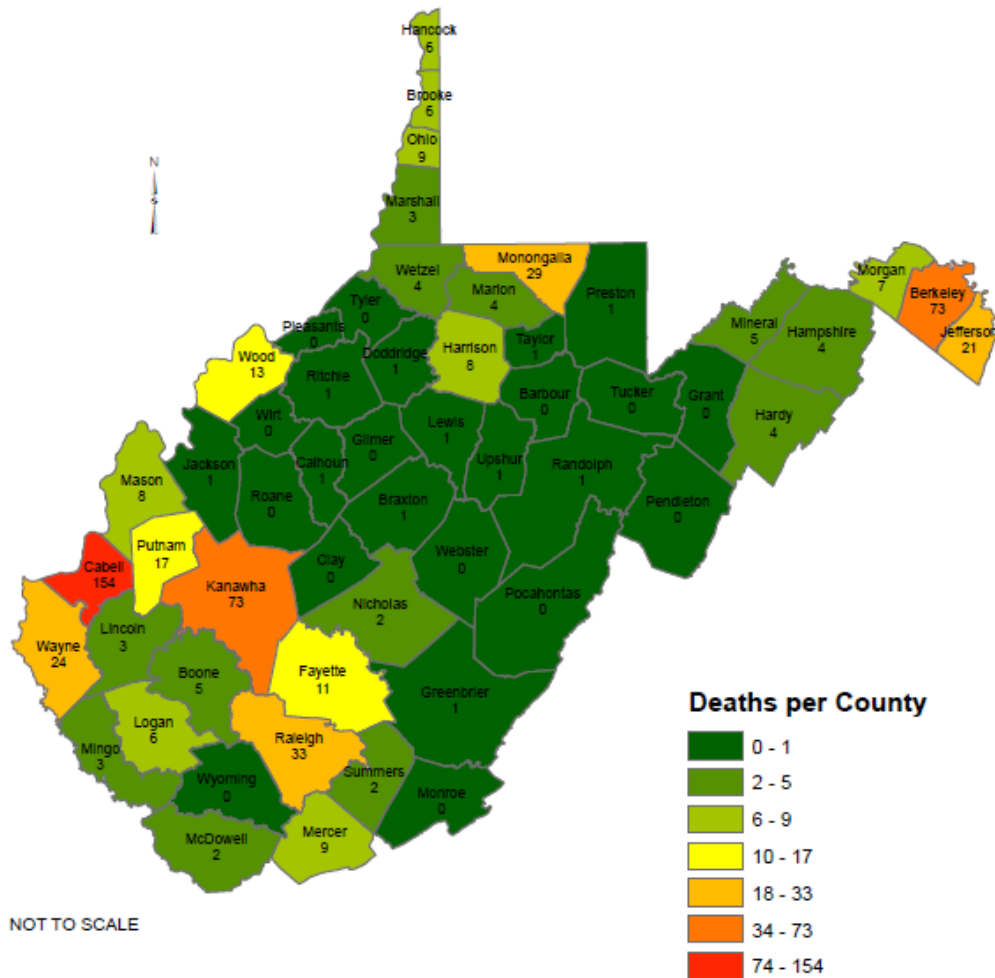 Hancock
6
Brooke
6
Ohio
9
N
Marshall
3
Monongalia
29
Wetzel
4
Marion
4
Preston
1
Morgan
7
Berkeley
73
Jefferson
21
Tyler
0
Pleasants
0
Doddridge
1
Harrison
8
Taylor
1
Mineral
5
Hampshire
4
Wood
13
Ritchie
1
Barbour
0
Tucker
0
Grant
0
Hardy
4
Wirt
0
Lewis
1
Gilmer
0
Calhoun
1
Upshur
1
Randolph
1
Jackson
1
Roane
0
Mason
8
Braxton
1
Pendleton
0
Putnam
17
Webster
0
Clay
0
Cabell
154
Kanawha
73
Pocahontas
0
Nicholas
2
Lincoln
3
Wayne
24
Boone
5
Fayette
11
Greenbrier
1
Logan
6
Mingo
3
Raleigh
33
Summers
2
Wyoming
0
Monroe
0
Mercer
9
McDowell
2
Deaths per County
0 - 1
2 - 5
6 - 9
10 - 17
18 - 33
34 - 73
74 - 154
NOT TO SCALE